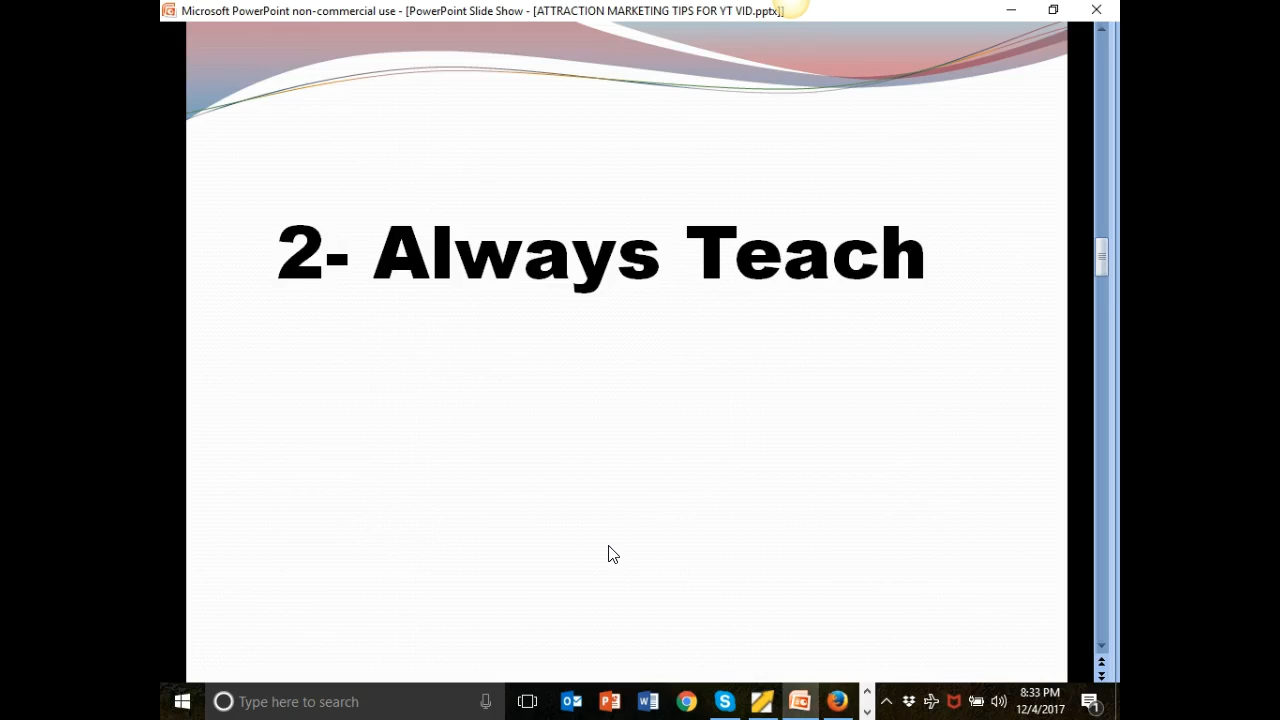 Microsoft PowerPoint non-commercial use - [PowerPoint Slide Show - [ATTRACTION MARKETING TIPS FOR YT VID.pptx]]
2- Always Teach
Type here to search
8:33 PM
12/4/2017
1